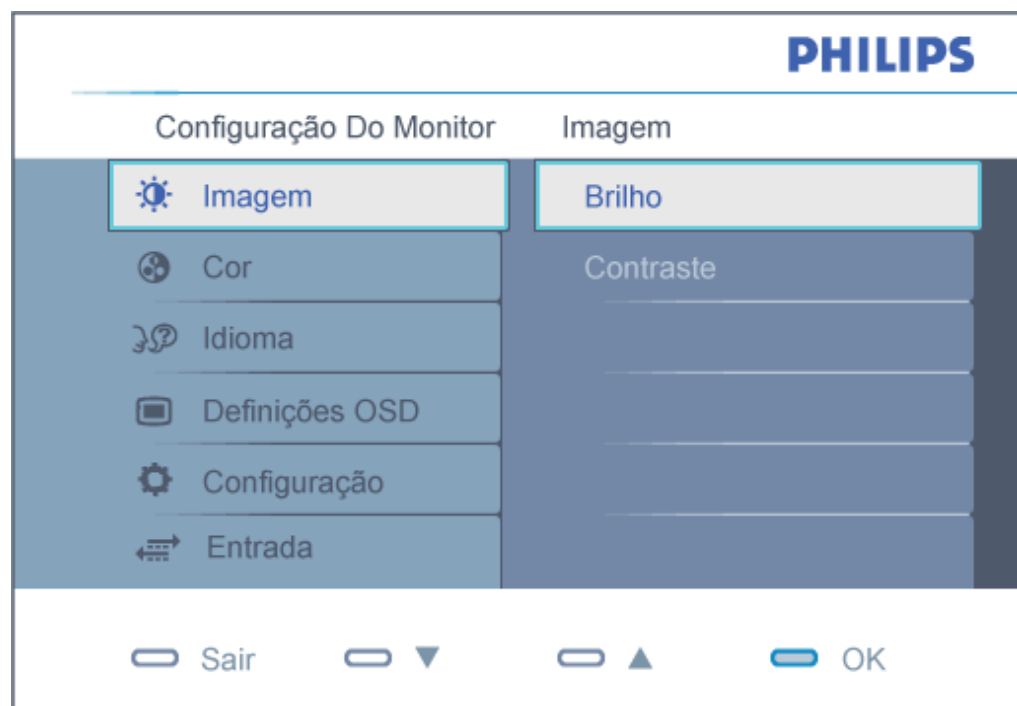 PHILIPS
Configuração Do Monitor Imagem
Imagem Brilho
Cor Contraste
Idioma
Definições OSD
Configuração
Entrada
Sair ▼ ▲ OK